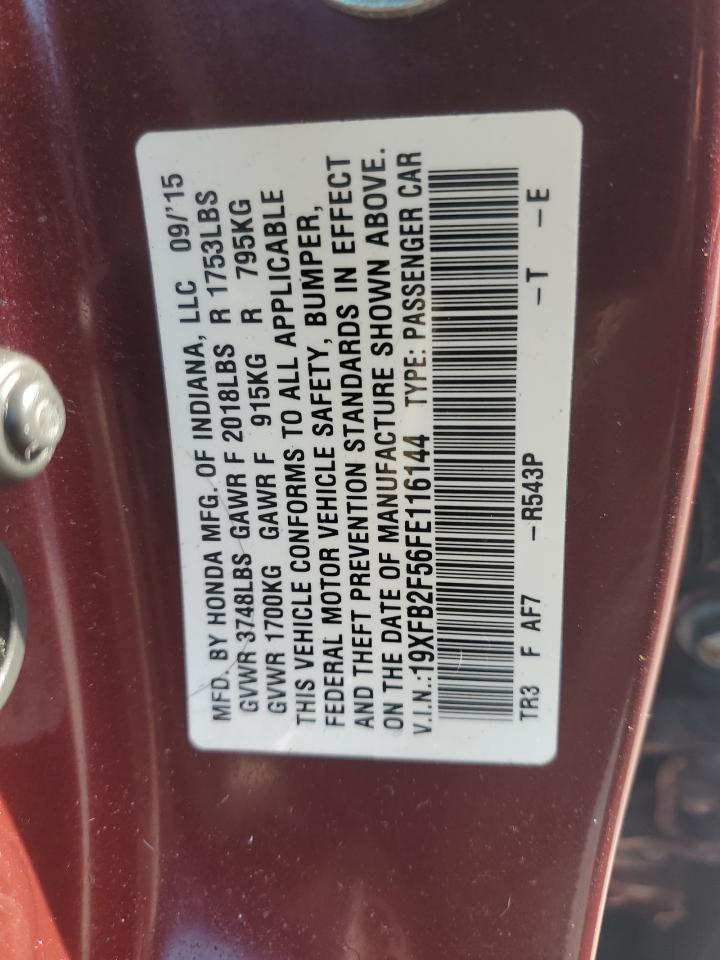 MFD. BY HONDA MFG. OF INDIANA, LLC 09/'15
GVWR 3748LBS GAWR F 2018LBS R 1753LBS
GVWR 1700KG GAWR F 915KG R 795KG
THIS VEHICLE CONFORMS TO ALL APPLICABLE
FEDERAL MOTOR VEHICLE SAFETY, BUMPER,
AND THEFT PREVENTION STANDARDS IN EFFECT
ON THE DATE OF MANUFACTURE SHOWN ABOVE.
V.I.N.:19XFB2F56FE116144 TYPE: PASSENGER CAR
TR3 F AF7 -R543P -T -E